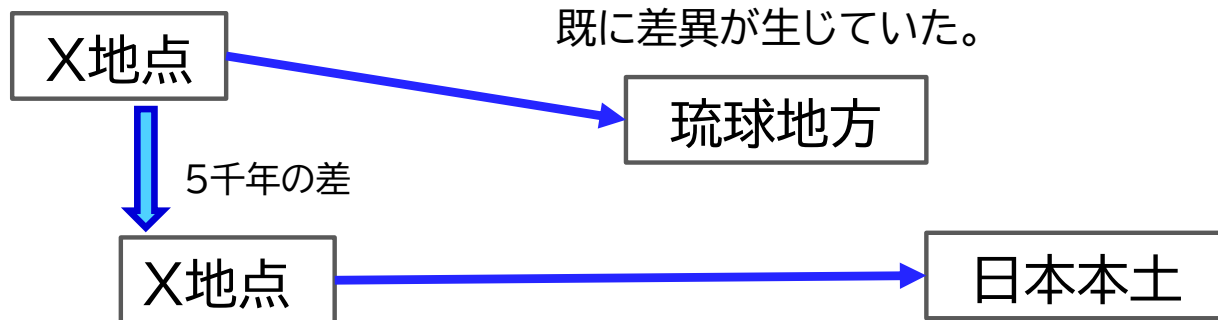 既に差異が生じていた。
X地点
琉球地方
5千年の差
X地点
日本本土